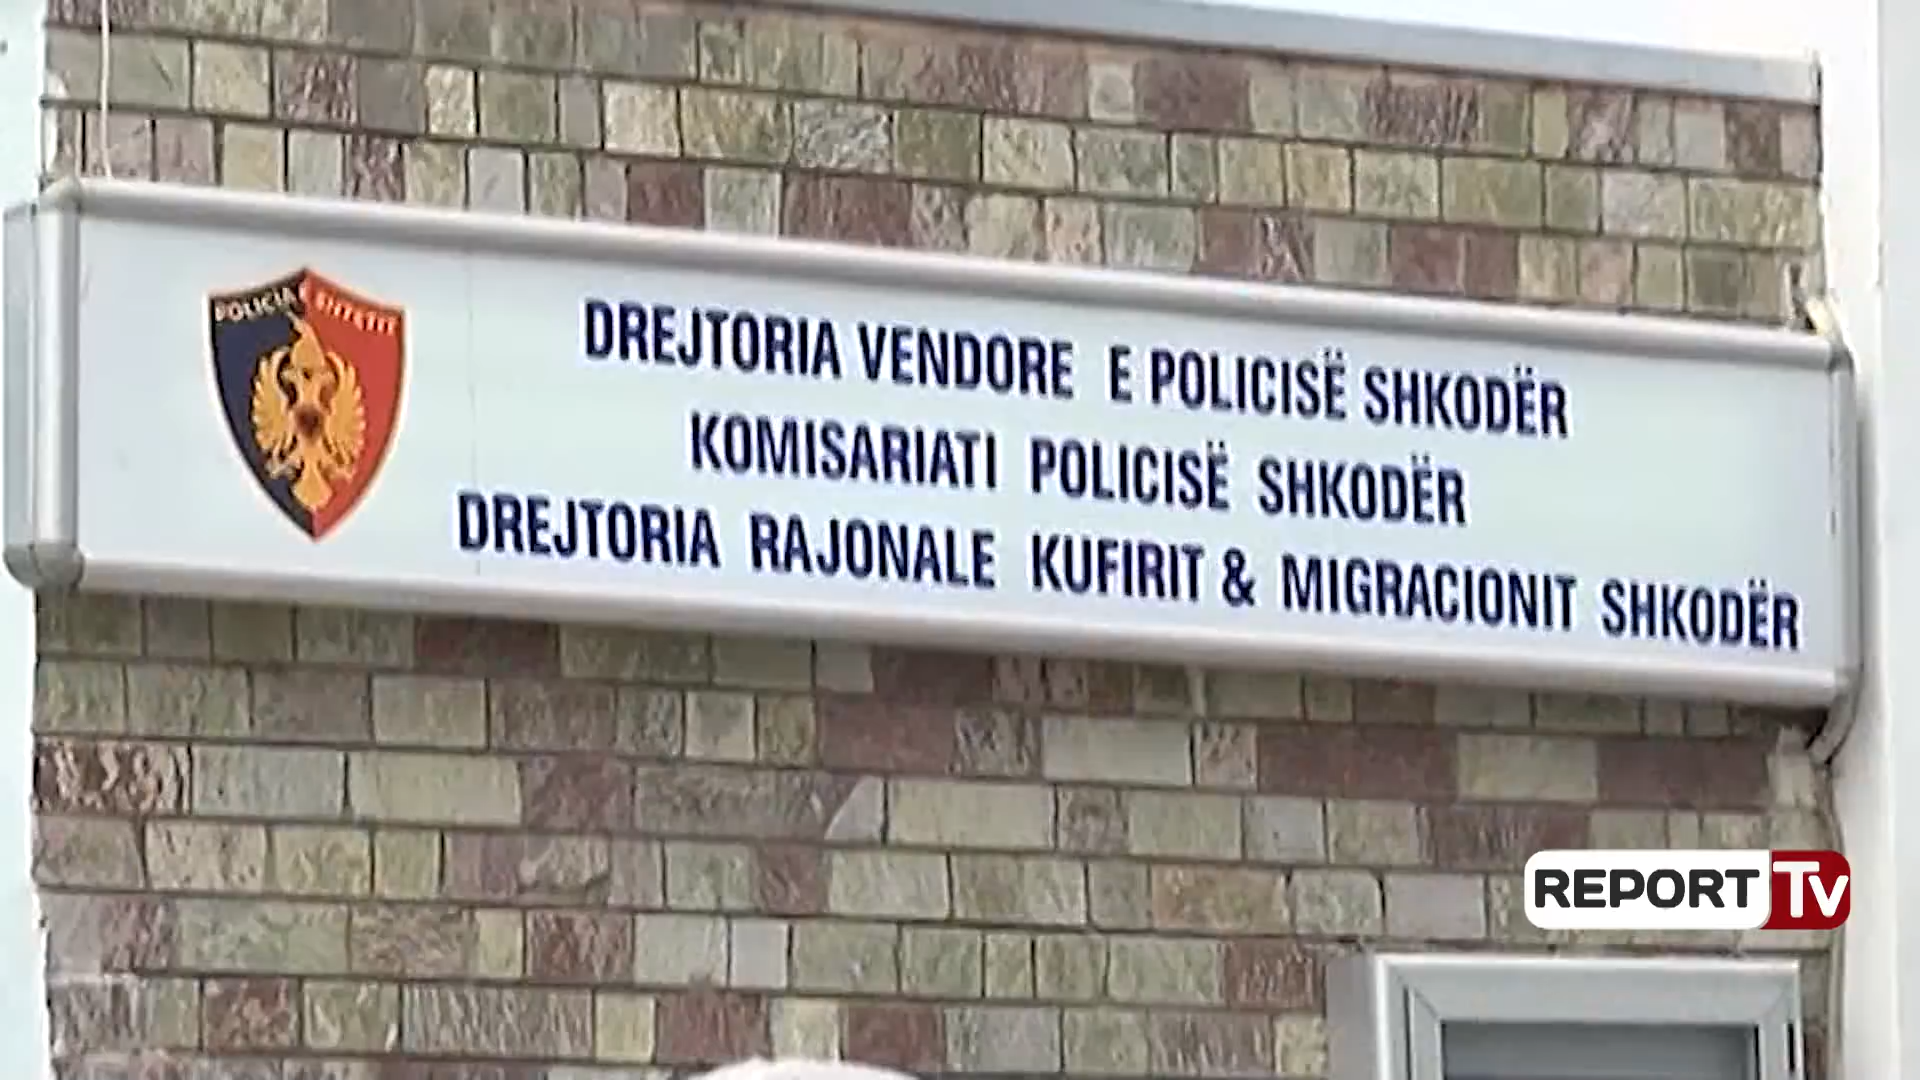 POLICIA E SHTETIT
DREJTORIA VENDORE E POLICISË SHKODËR
KOMISARIATI POLICISË SHKODËR
DREJTORIA RAJONALE KUFIRIT & MIGRACIONIT SHKODËR
REPORT Tv